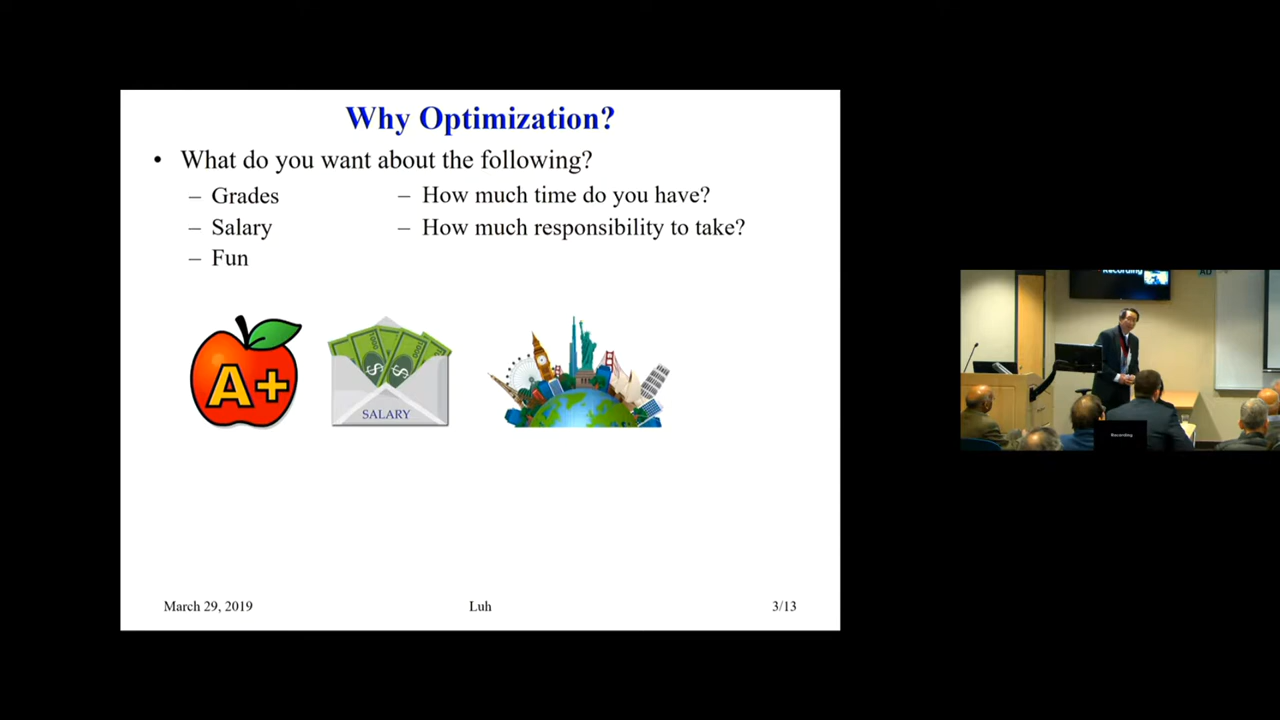 Why Optimization?
• What do you want about the following?
– Grades
– Salary
– Fun
– How much time do you have?
– How much responsibility to take?
A+
SALARY
March 29, 2019
Luh
3/13
Recording
Recording